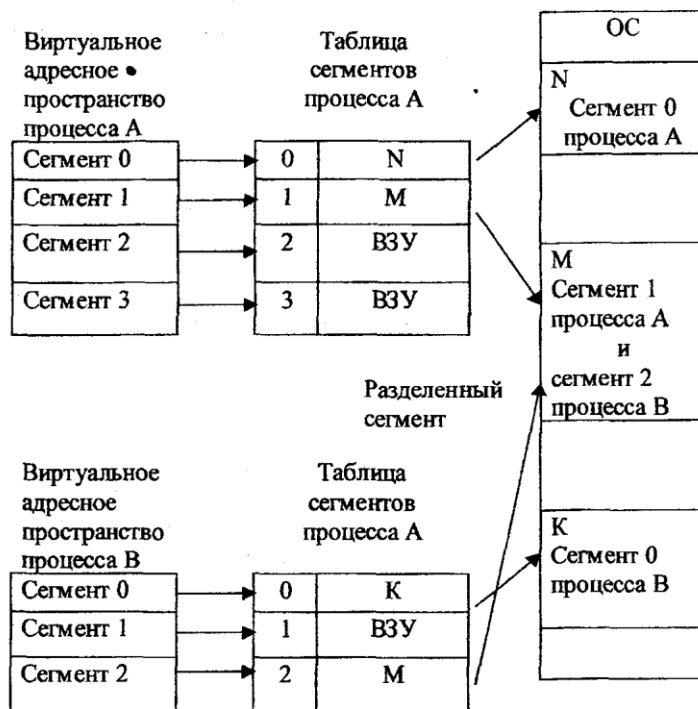 Виртуальное
адресное
пространство
процесса А
Сегмент 0
Сегмент 1
Сегмент 2
Сегмент 3
Таблица
сегментов
процесса А
0 N
1 М
2 ВЗУ
3 ВЗУ
ОС
N
Сегмент 0
процесса А
М
Сегмент 1
процесса А
и
сегмент 2
процесса В
К
Сегмент 0
процесса В
Разделенный
сегмент
Виртуальное
адресное
пространство
процесса В
Сегмент 0
Сегмент 1
Сегмент 2
Таблица
сегментов
процесса А
0 К
1 ВЗУ
2 М